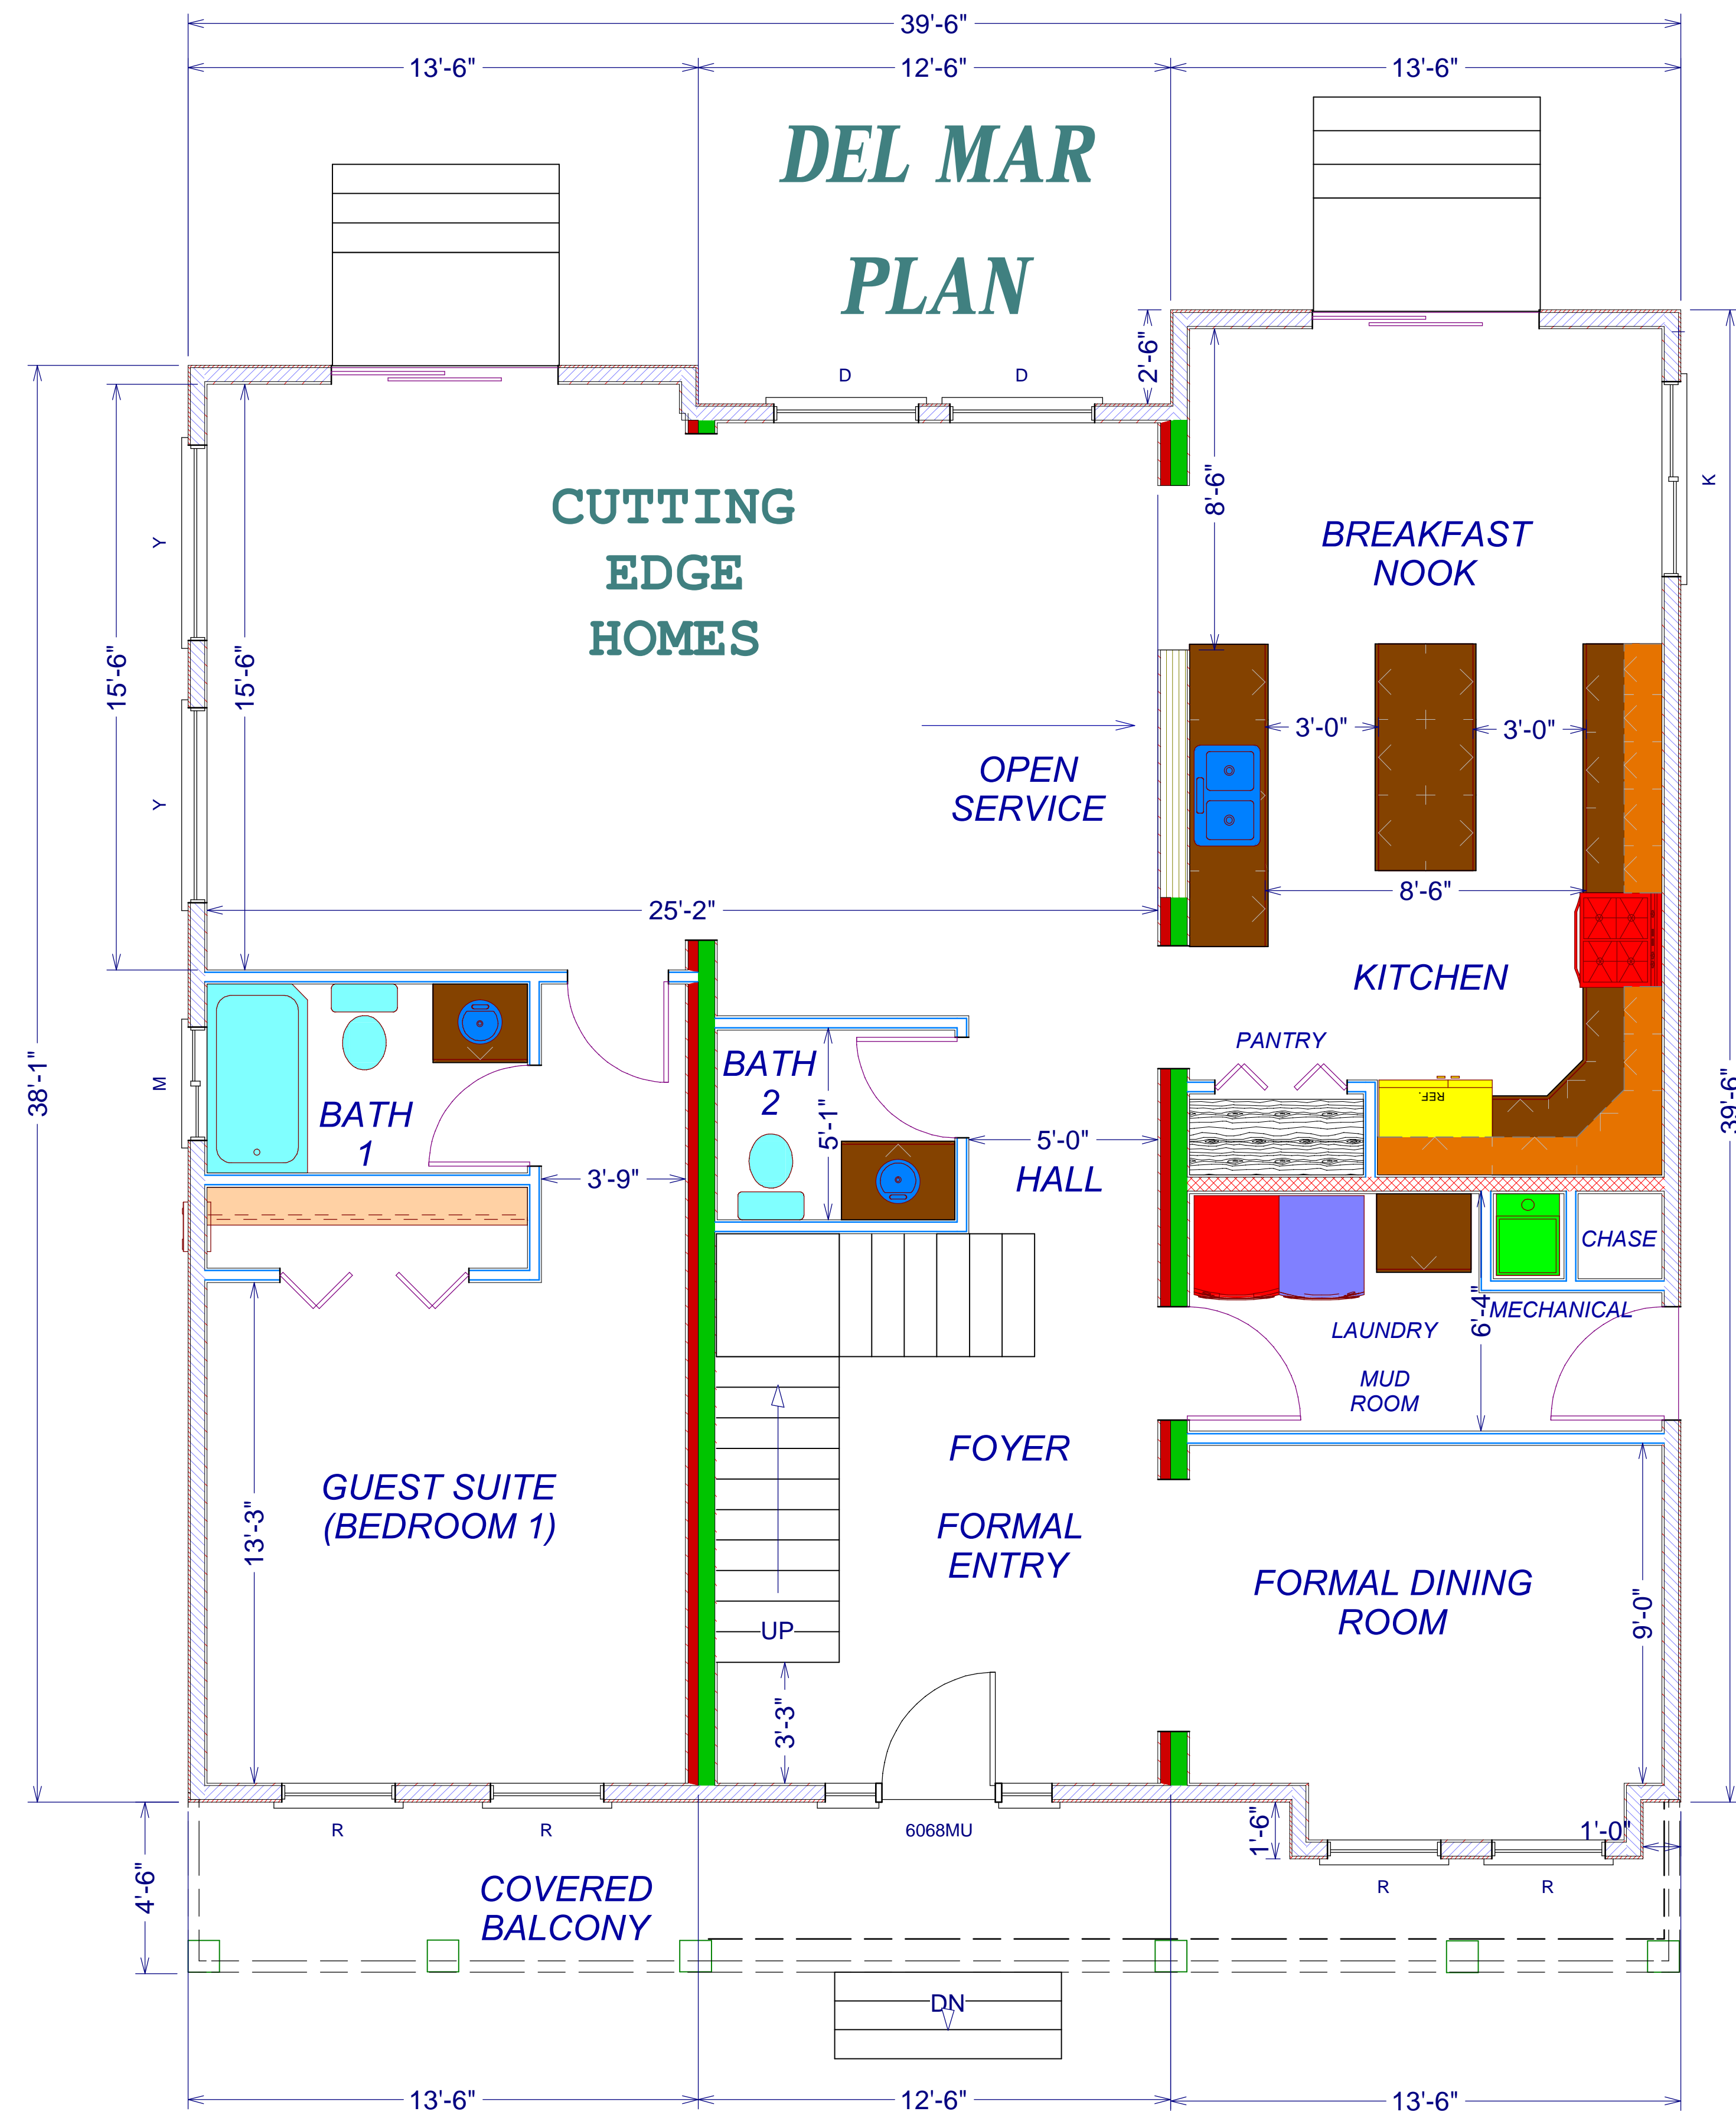 39'-6"
13'-6"
12'-6"
13'-6"
DEL MAR
PLAN
2'-6"
D
D
K
8'-6"
CUTTING
EDGE
HOMES
BREAKFAST
NOOK
Y
15'-6"
15'-6"
3'-0"
3'-0"
OPEN
SERVICE
Y
8'-6"
25'-2"
KITCHEN
PANTRY
REF.
38'-1"
M
BATH
1
BATH
2
5'-1"
5'-0"
HALL
3'-9"
39'-6"
CHASE
6'-4"
MECHANICAL
LAUNDRY
MUD
ROOM
FOYER
GUEST SUITE
(BEDROOM 1)
13'-3"
FORMAL
ENTRY
FORMAL DINING
ROOM
9'-0"
UP
3'-3"
R
R
6068MU
1'-6"
1'-0"
R
R
4'-6"
COVERED
BALCONY
DN
13'-6"
12'-6"
13'-6"